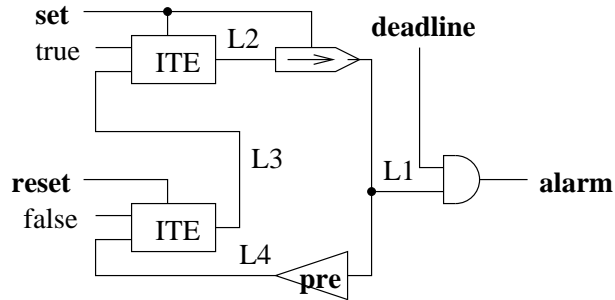 set
deadline
true
ITE
L2
L3
L1
reset
alarm
false
ITE
L4
pre